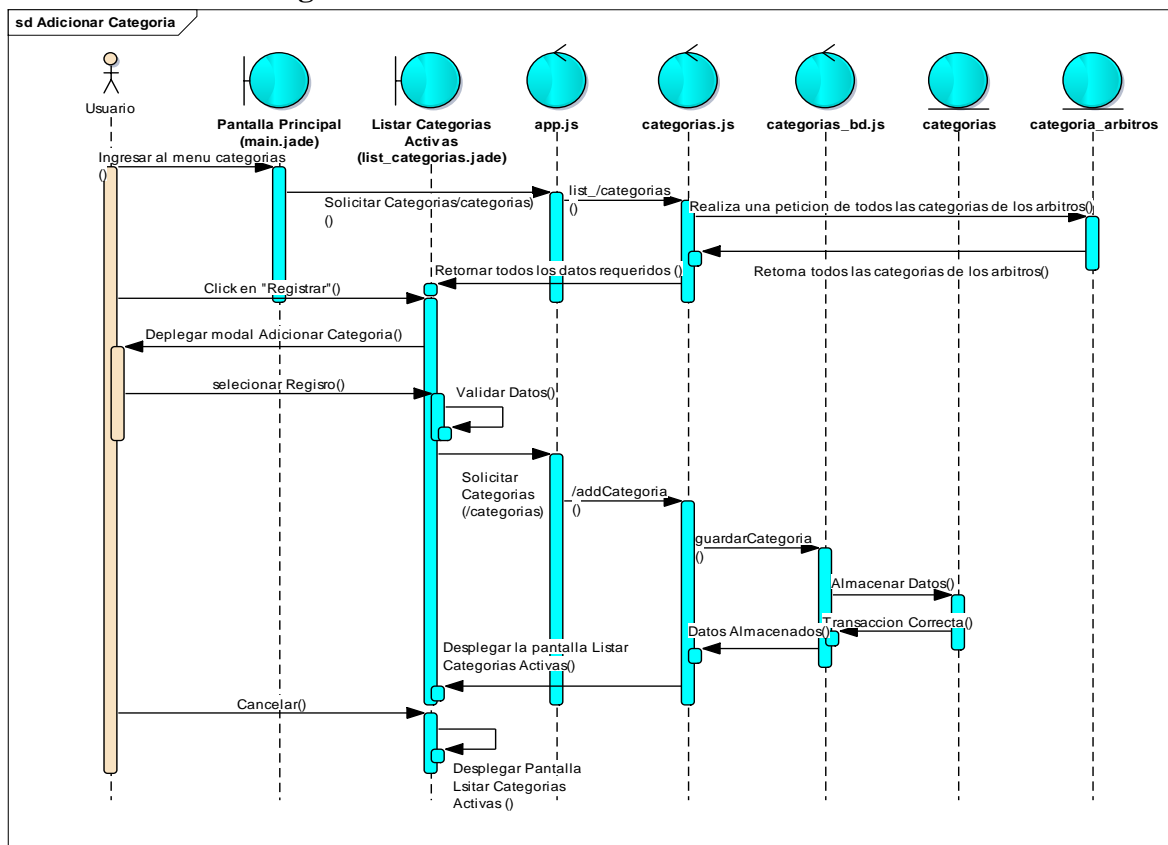 sd Adicionar Categoria
Usuario
Pantalla Principal
(main.jade)
Listar Categorias
Activas
(list_categorias.jade)
app.js
categorias.js
categorias_bd.js
categorias
categoria_arbitros
Ingresar al menu categorias
()
Solicitar Categorias/categorias)
()
list_/categorias
()
Realiza una peticion de todos las categorias de los arbitros()
Retorna todos las categorias de los arbitros()
Retornar todos los datos requeridos ()
Click en "Registrar"()
Deplegar modal Adicionar Categoria()
selecionar Regisro()
Validar Datos()
Solicitar
Categorias
(/categorias)
/addCategoria
()
guardarCategoria
()
Almacenar Datos()
Transaccion Correcta()
Datos Almacenados()
Desplegar la pantalla Listar
Categorias Activas()
Cancelar()
Desplegar Pantalla
Lsitar Categorias
Activas ()